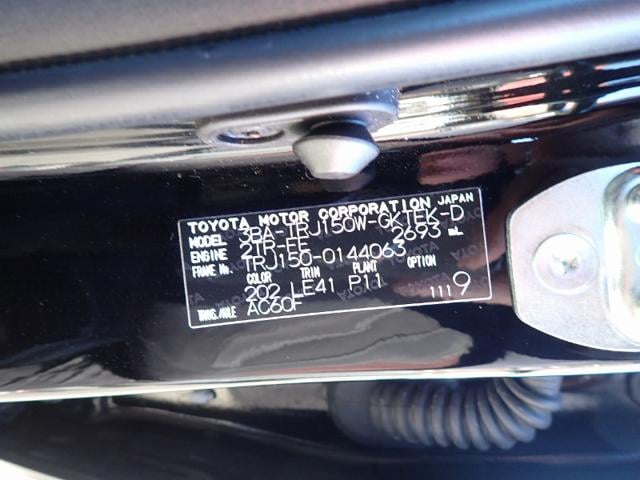 TOYOTA MOTOR CORPORATION JAPAN
MODEL 3BA-TRJ150W-GKTEK-D
ENGINE 2TR-FE 2693 mL
FRAME No. TRJ150-0144063
COLOR TRIM PLANT OPTION
202 LE41 P11 1119
TRANS./AXLE AC60F